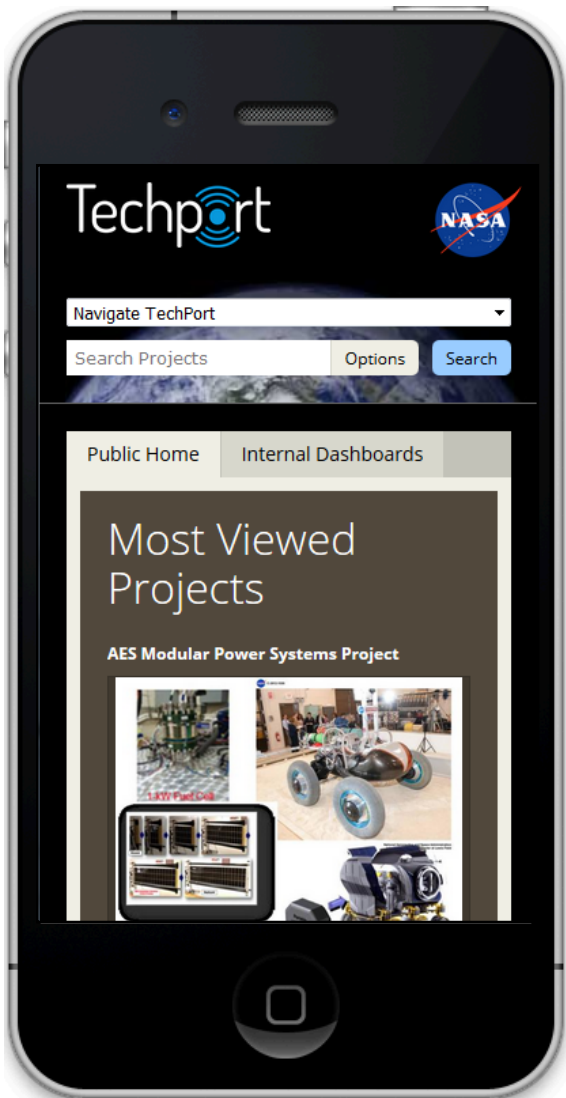 Techport
NASA
Navigate TechPort
Search Projects Options Search
Public Home Internal Dashboards
Most Viewed
Projects
AES Modular Power Systems Project
1 kW Fuel Cell